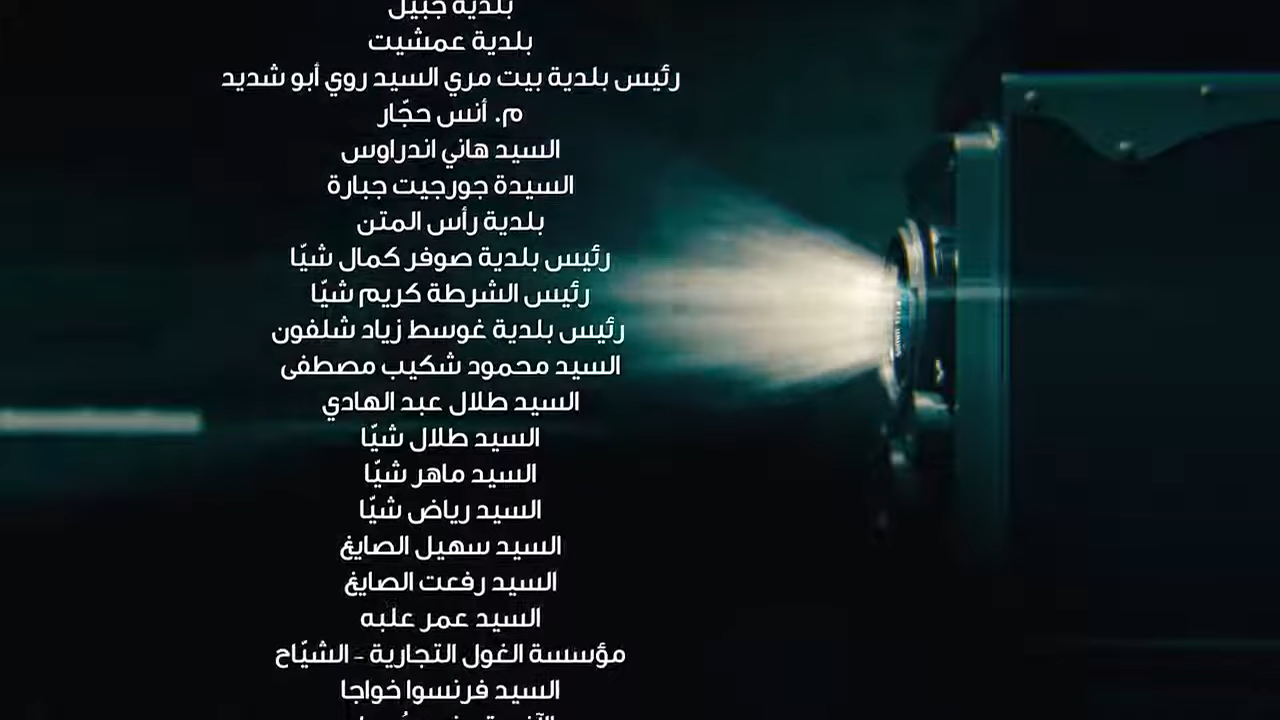 بلدية جبيل
بلدية عمشيت
رئيس بلدية بيت مري السيد روي أبو شديد
م. أنس حجّار
السيد هاني اندراوس
السيدة جورجيت جبارة
بلدية رأس المتن
رئيس بلدية صوفر كمال شيّا
رئيس الشرطة كريم شيّا
رئيس بلدية غوسط زياد شلفون
السيد محمود شكيب مصطفى
السيد طلال عبد الهادي
السيد طلال شيّا
السيد ماهر شيّا
السيد رياض شيّا
السيد سهيل الصايغ
السيد رفعت الصايغ
السيد عمر علبه
مؤسسة الغول التجارية - الشيّاح
السيد فرنسوا خواجا